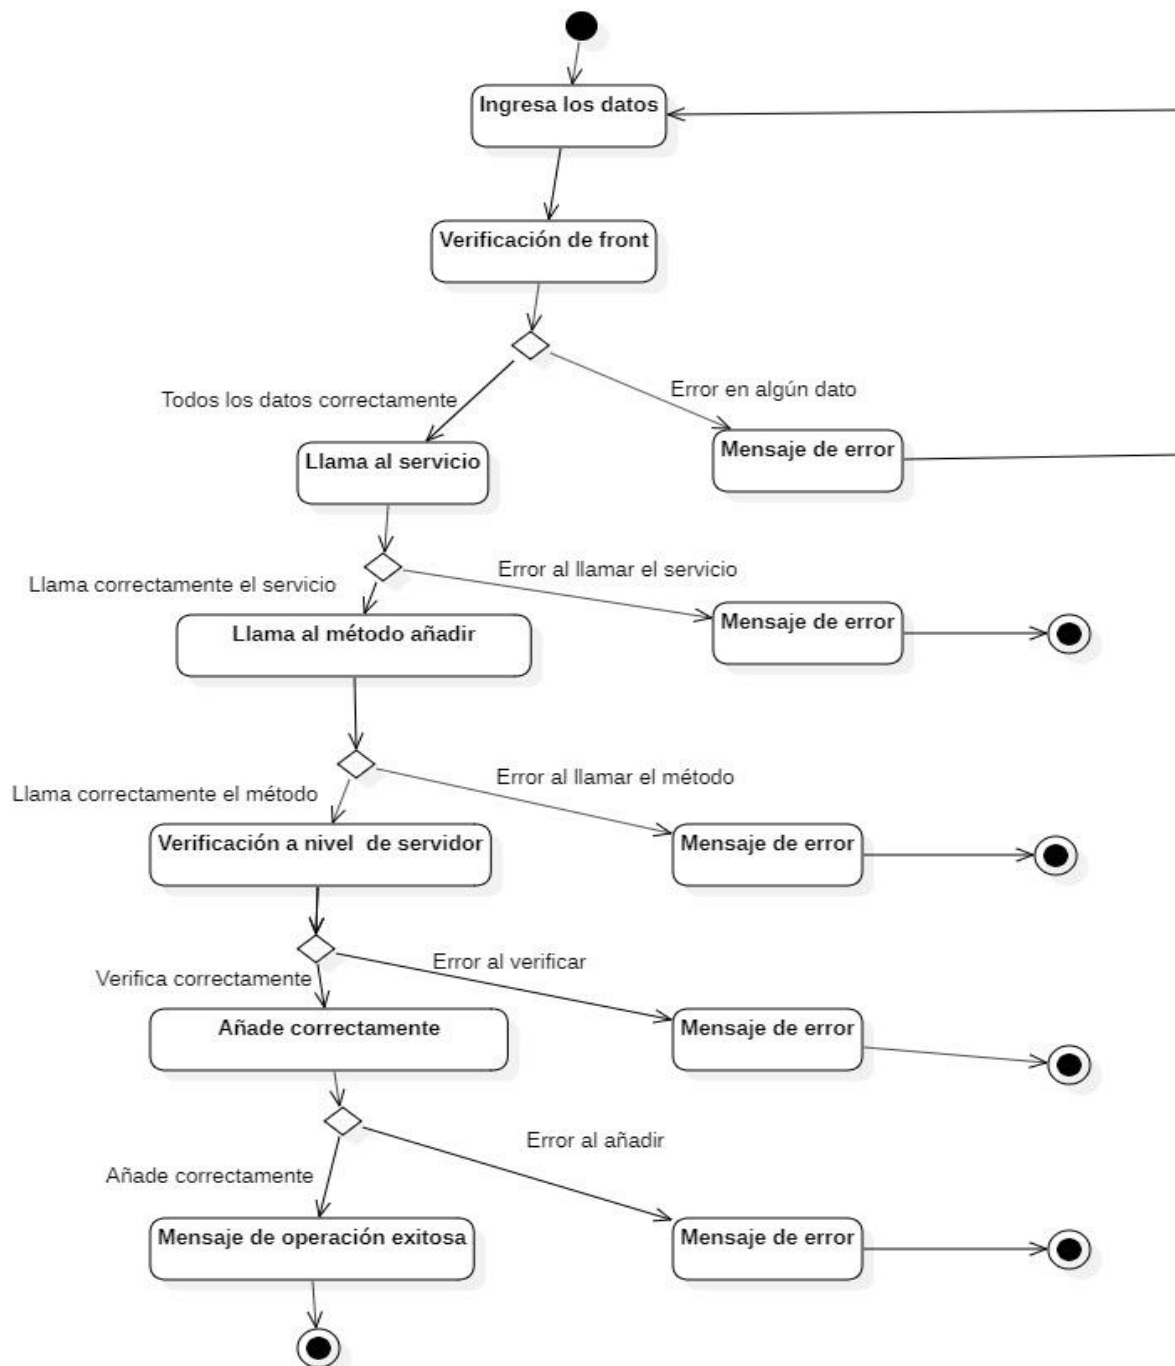 Ingresa los datos
Verificación de front
Todos los datos correctamente
Error en algún dato
Llama al servicio
Mensaje de error
Llama correctamente el servicio
Error al llamar el servicio
Llama al método añadir
Mensaje de error
Llama correctamente el método
Error al llamar el método
Verificación a nivel  de servidor
Mensaje de error
Verifica correctamente
Error al verificar
Añade correctamente
Mensaje de error
Añade correctamente
Error al añadir
Mensaje de operación exitosa
Mensaje de error